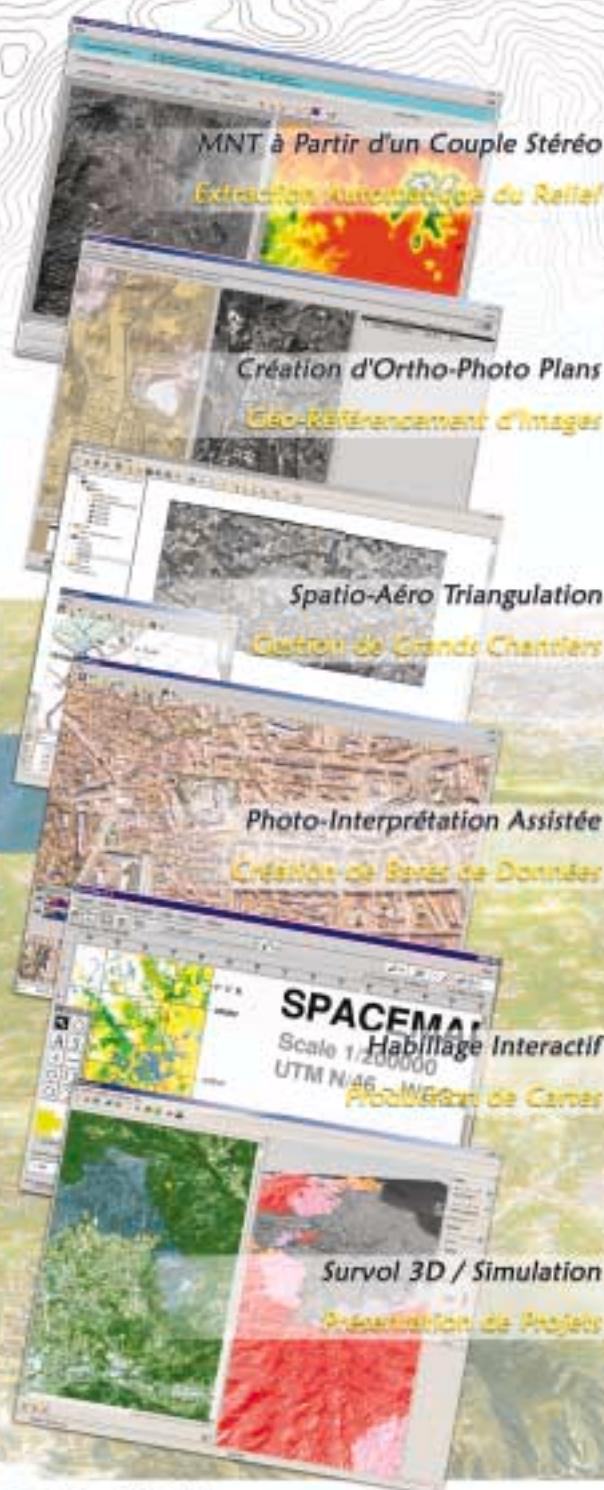 MNT à Partir d'un Couple Stéréo
Extraction Automatique du Relief
Création d'Ortho-Photo Plans
Géo-Référencement d'Images
Spatio-Aéro Triangulation
Gestion de Grands Chantiers
Photo-Interprétation Assistée
Création de Bases de Données
SPACEMA
Scale 1/200000
Habillage Interactif
UTM N/46
Production de Cartes
Survol 3D / Simulation
Présentation de Projets